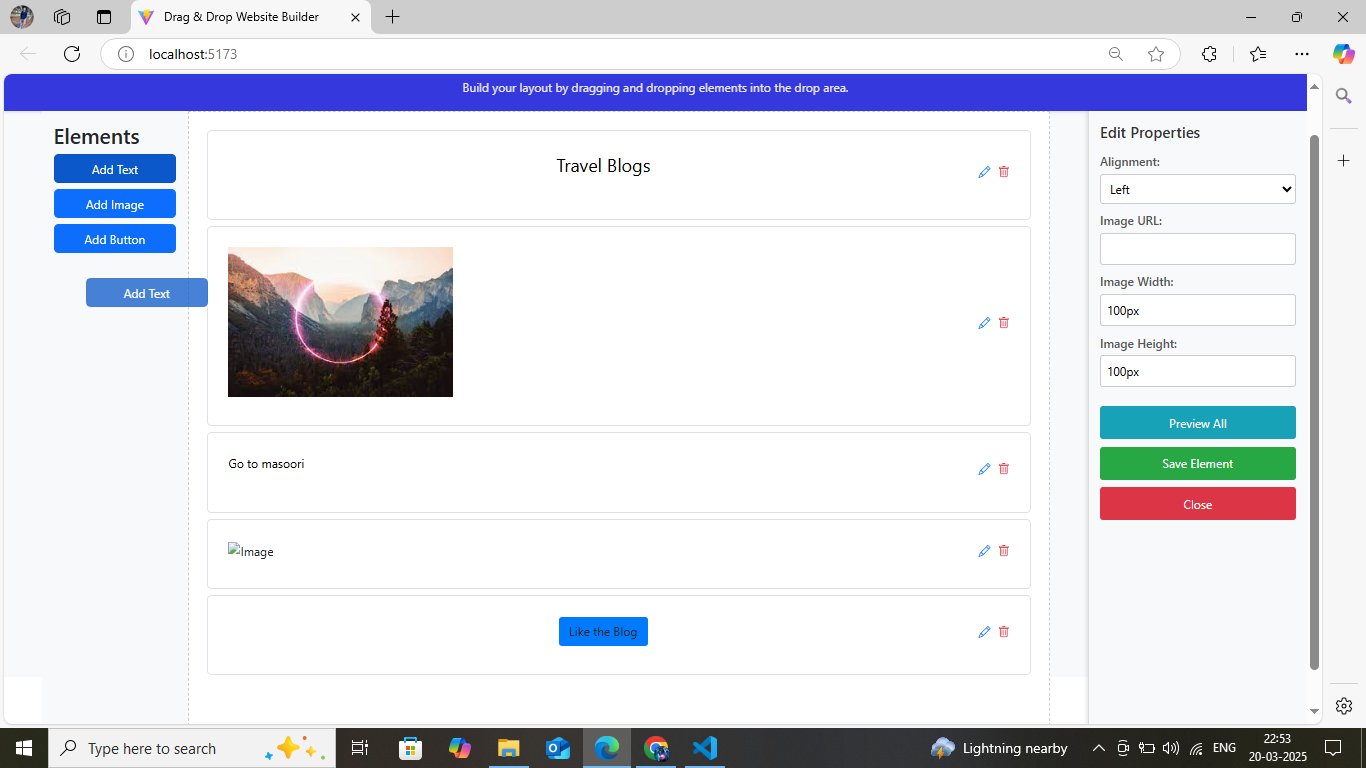 Drag & Drop Website Builder
localhost:5173
Build your layout by dragging and dropping elements into the drop area.
Elements
Add Text
Add Image
Add Button
Add Text
Travel Blogs
Go to masoori
Image
Like the Blog
Edit Properties
Alignment:
Left
Image URL:
Image Width:
100px
Image Height:
100px
Preview All
Save Element
Close
Type here to search
Lightning nearby
ENG
22:53
20-03-2025